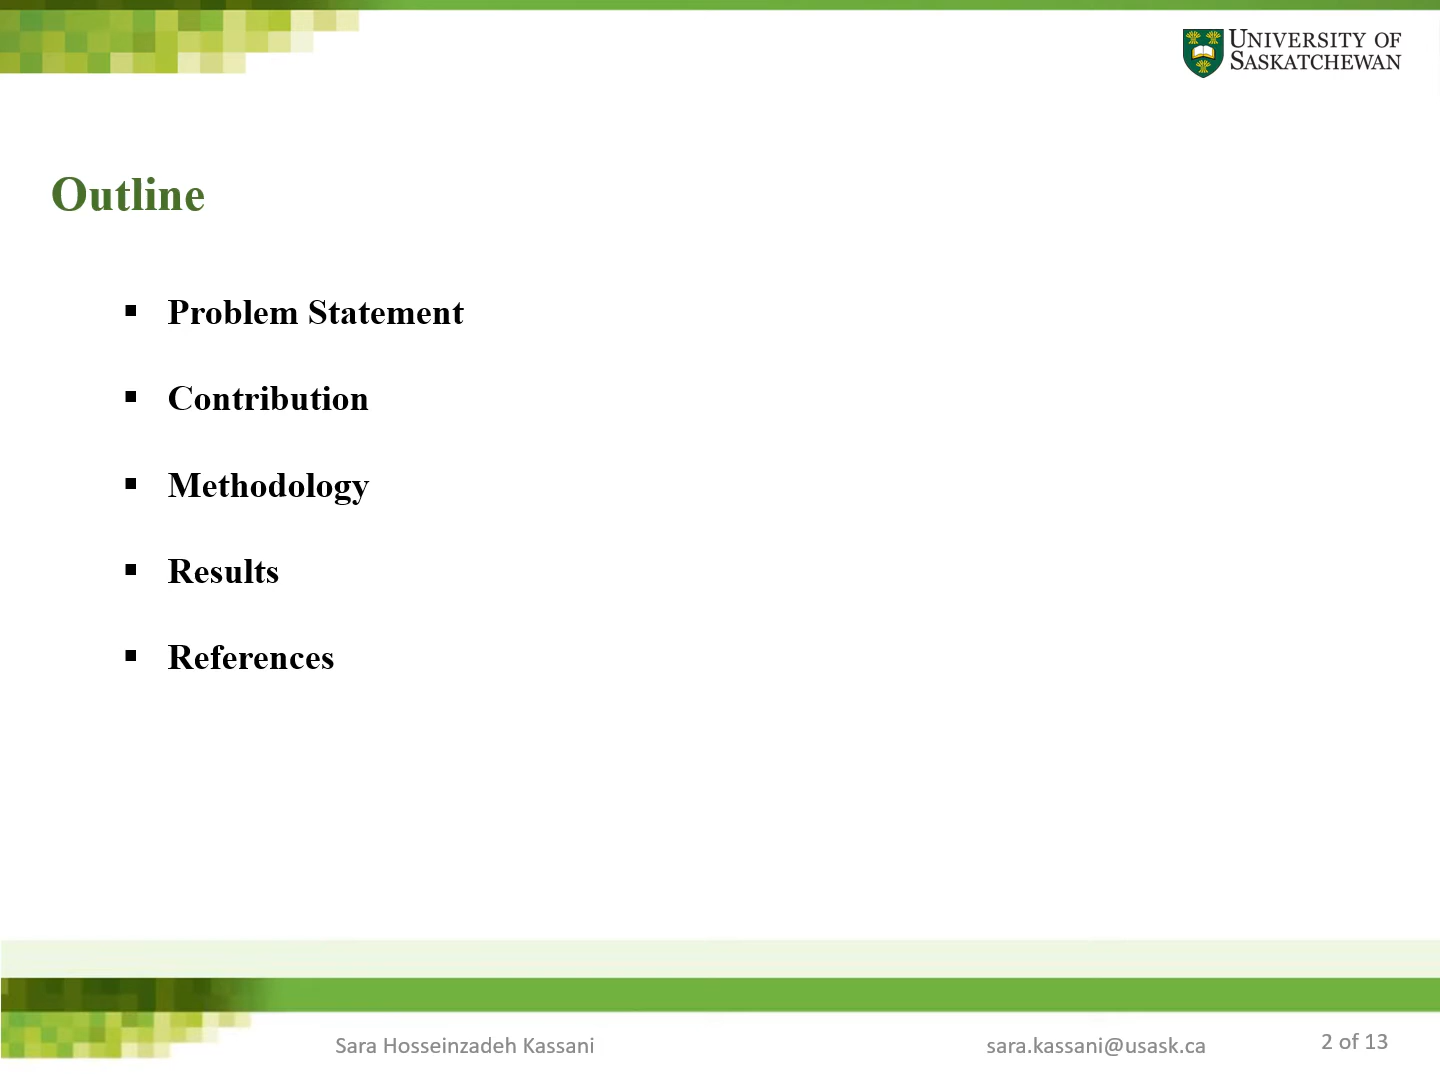 UNIVERSITY OF
SASKATCHEWAN
Outline
▪ Problem Statement
▪ Contribution
▪ Methodology
▪ Results
▪ References
Sara Hosseinzadeh Kassani
sara.kassani@usask.ca
2 of 13